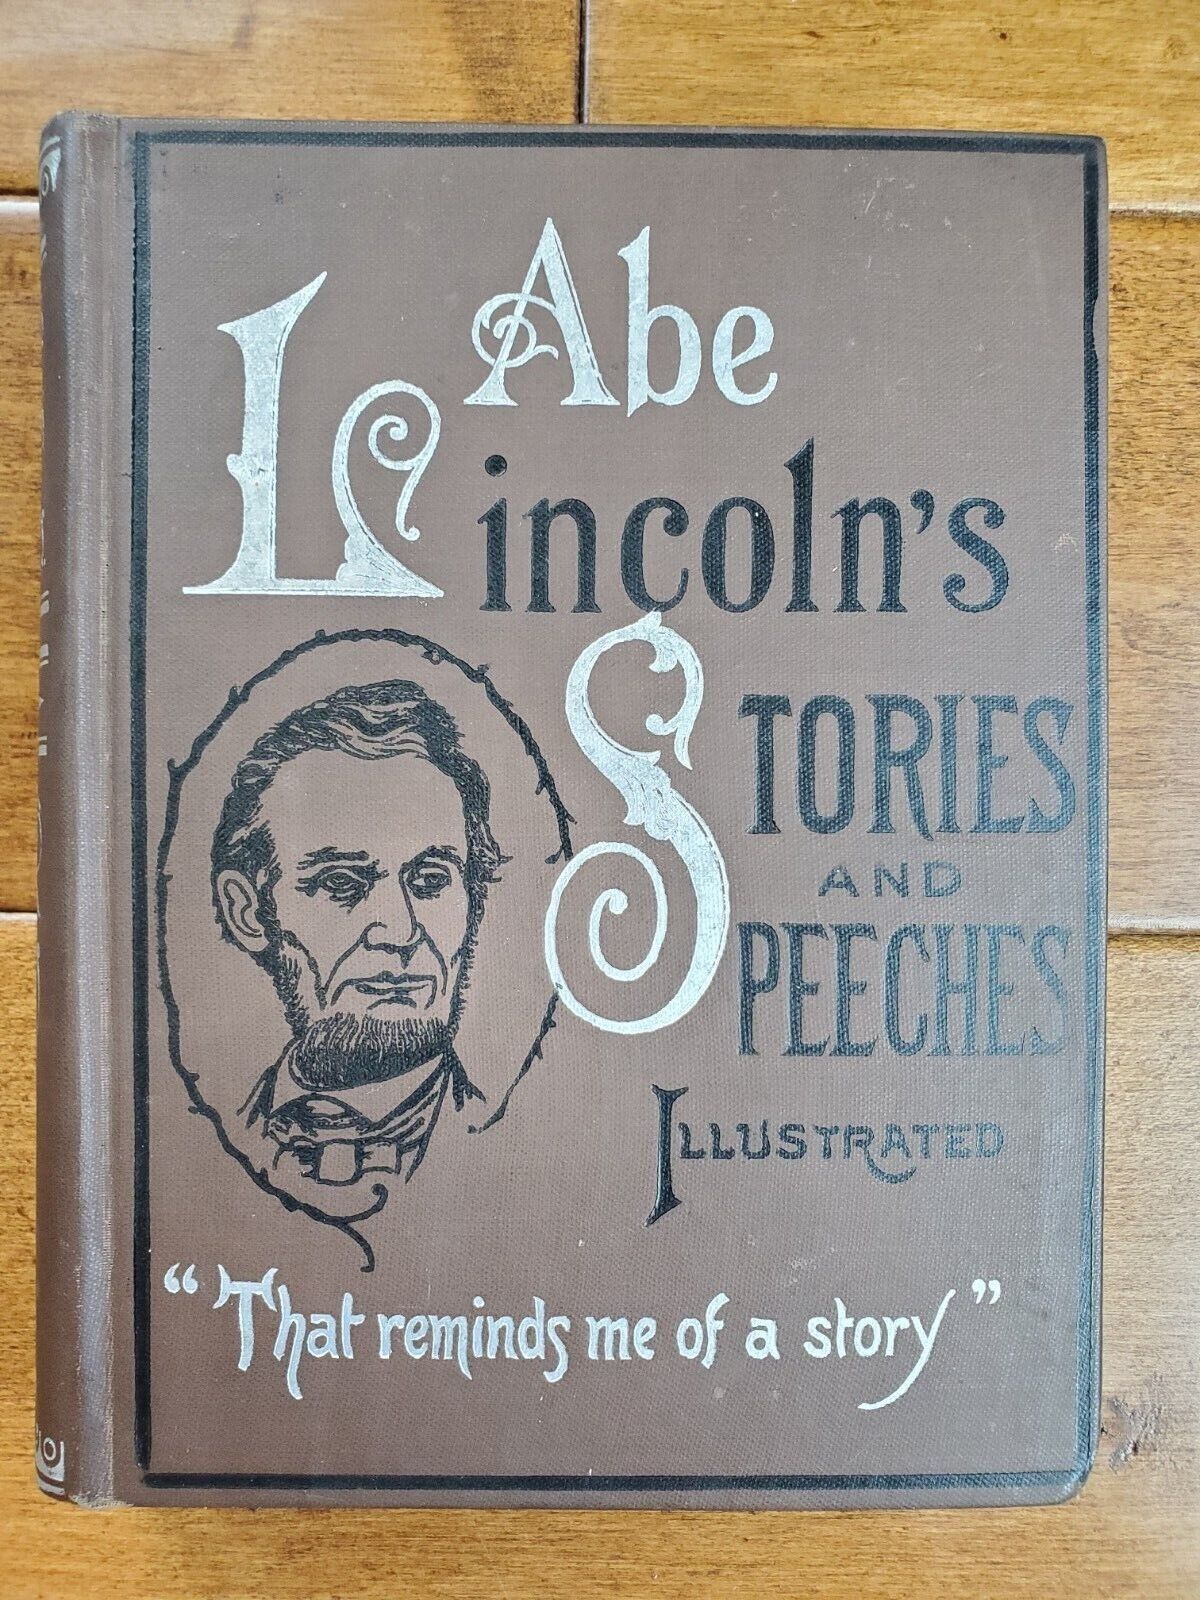 Abe
Lincoln's
STORIES
AND
SPEECHES
ILLUSTRATED
"That reminds me of a story"